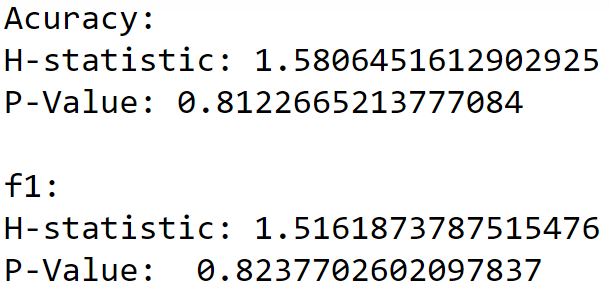 Acuracy:
H-statistic: 1.5806451612902925
P-Value: 0.8122665213777084
f1:
H-statistic: 1.5161873787515476
P-Value:  0.8237702602097837